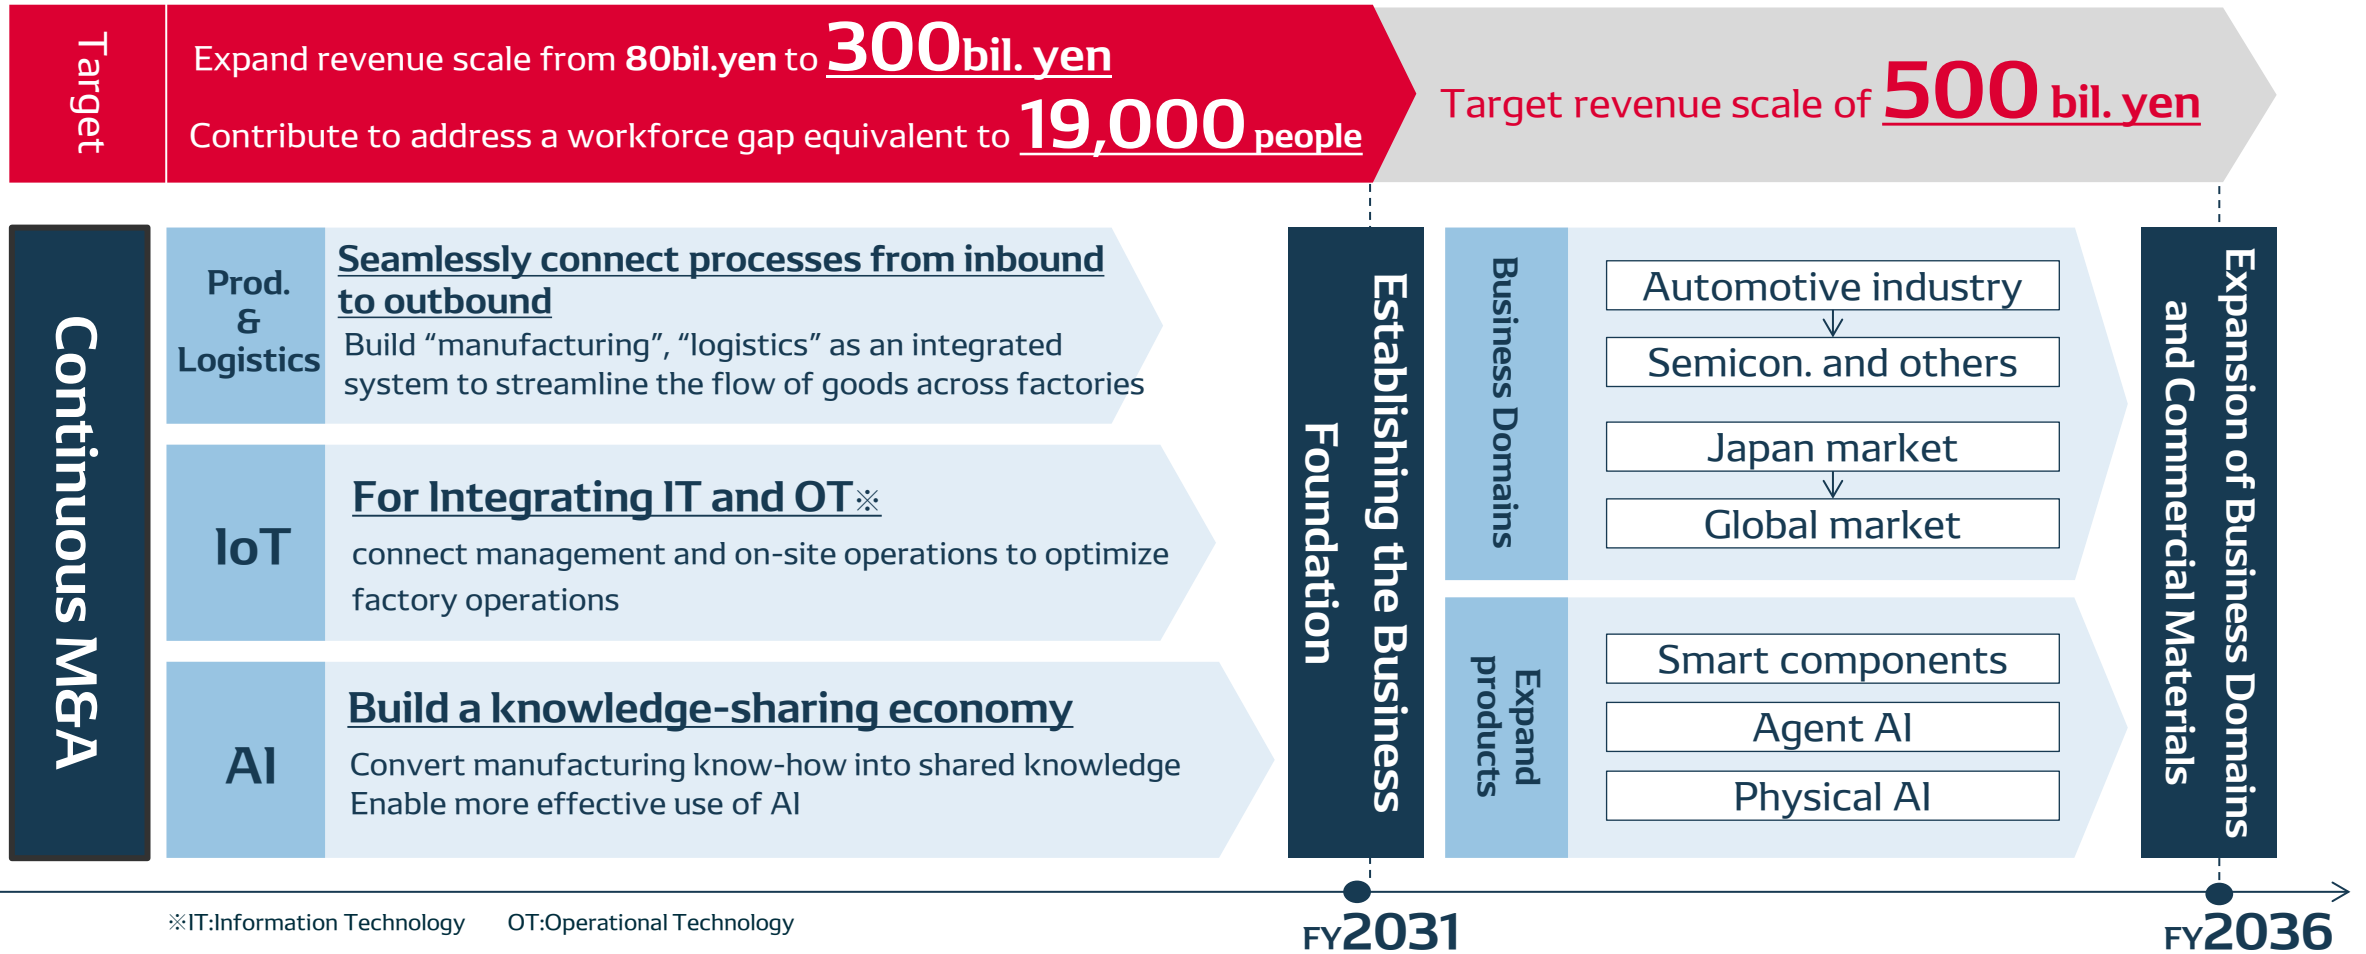 Target
Expand revenue scale from 80bil.yen to 300bil. yen
Contribute to address a workforce gap equivalent to 19,000 people
Target revenue scale of 500 bil. yen
Continuous M&A
Prod.
&
Logistics
Seamlessly connect processes from inbound
to outbound
Build “manufacturing”, “logistics” as an integrated
system to streamline the flow of goods across factories
IoT
For Integrating IT and OT※
connect management and on-site operations to optimize
factory operations
AI
Build a knowledge-sharing economy
Convert manufacturing know-how into shared knowledge
Enable more effective use of AI
Establishing the Business
Foundation
Business Domains
Automotive industry
Semicon. and others
Japan market
Global market
Expand
products
Smart components
Agent AI
Physical AI
Expansion of Business Domains
and Commercial Materials
※IT:Information Technology OT:Operational Technology
FY2031
FY2036